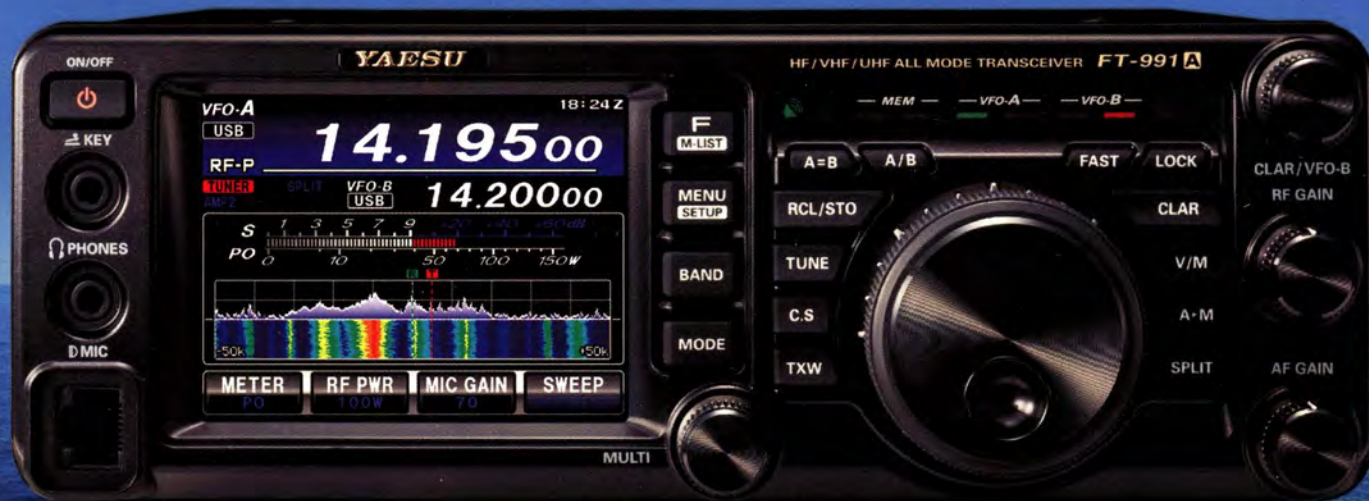 ON/OFF
YAESU
HF/VHF/UHF ALL MODE TRANSCEIVER FT-991A
KEY
PHONES
MIC
VFO-A 18:24Z
USB
14.19500
RF-P
TUNER SPLIT VFO-B 14.20000
AMP2 USB
S 1 3 5 7 9 +20 +40 +60dB
PO 0 10 50 100 150W
R T
-50k +50k
METER RF PWR MIC GAIN SWEEP
PO 100W 70
F
M-LIST
MENU
SETUP
BAND
MODE
MULTI
MEM VFO-A VFO-B
A=B A/B FAST LOCK
RCL/STO
TUNE
C.S
TXW
CLAR
V/M
A▸M
SPLIT
CLAR/VFO-B
RF GAIN
AF GAIN